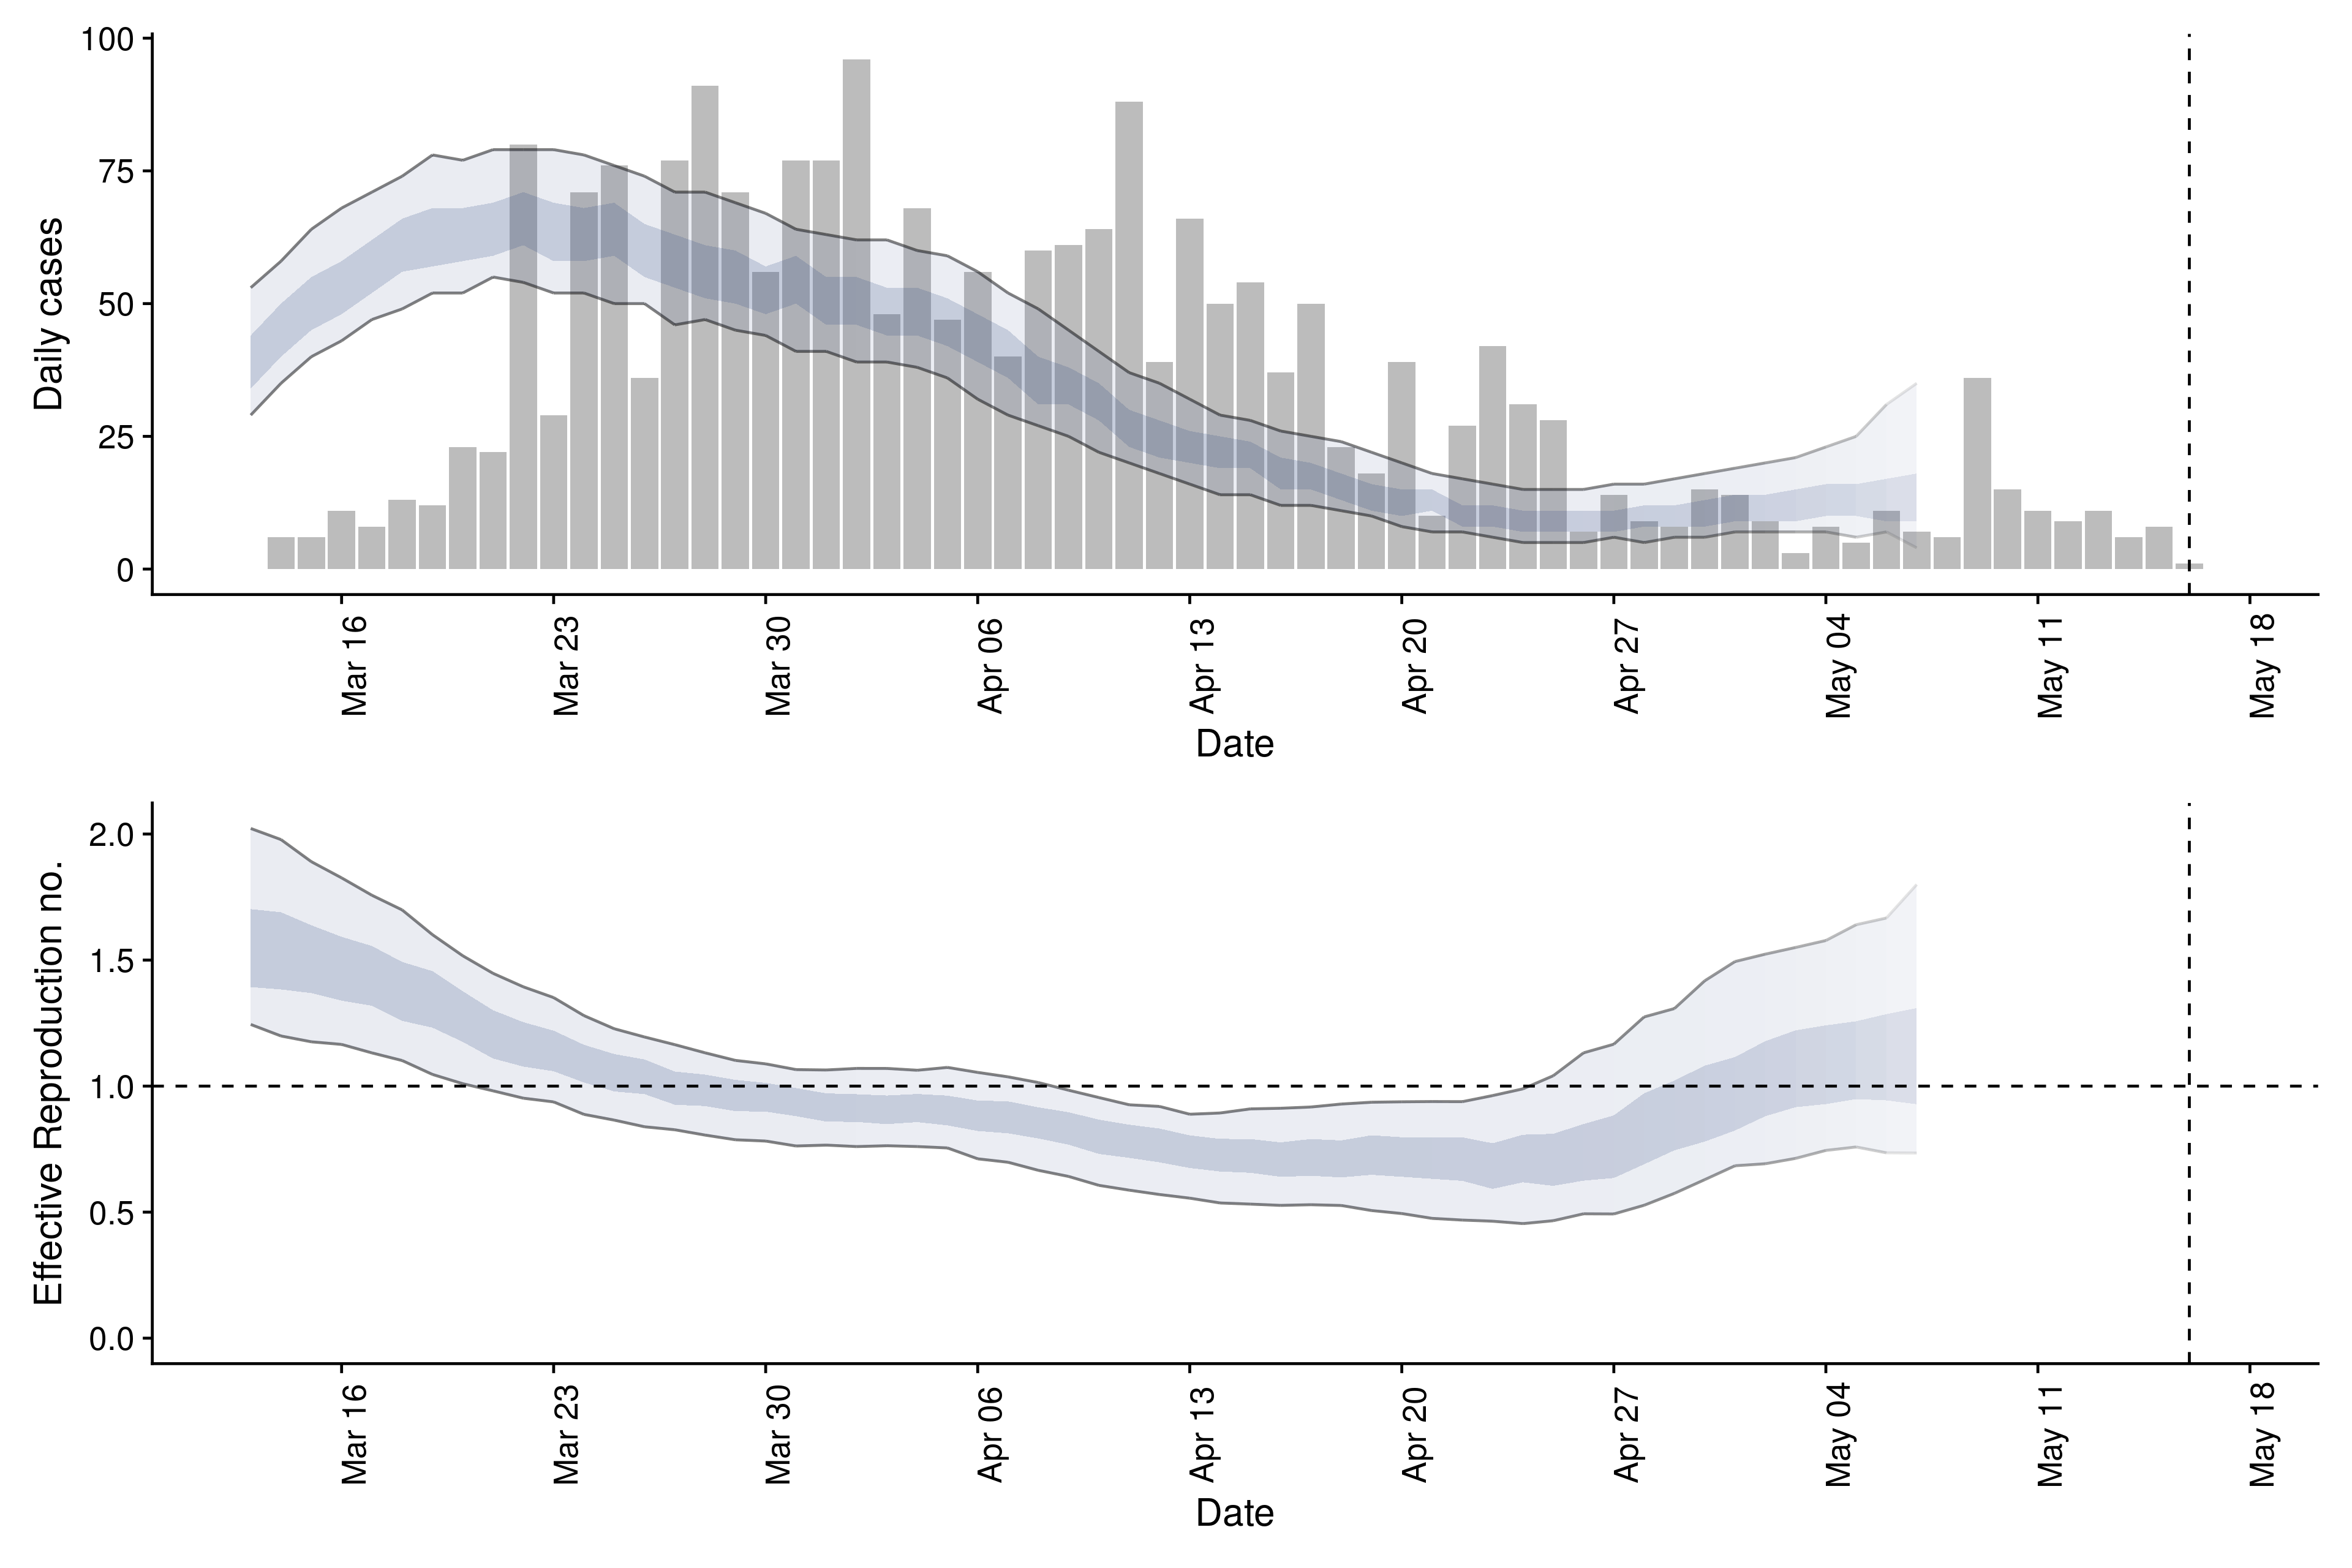 Daily cases
100
75
50
25
0
Mar 16
Mar 23
Mar 30
Apr 06
Apr 13
Apr 20
Apr 27
May 04
May 11
May 18
Date
Effective Reproduction no.
2.0
1.5
1.0
0.5
0.0
Mar 16
Mar 23
Mar 30
Apr 06
Apr 13
Apr 20
Apr 27
May 04
May 11
May 18
Date